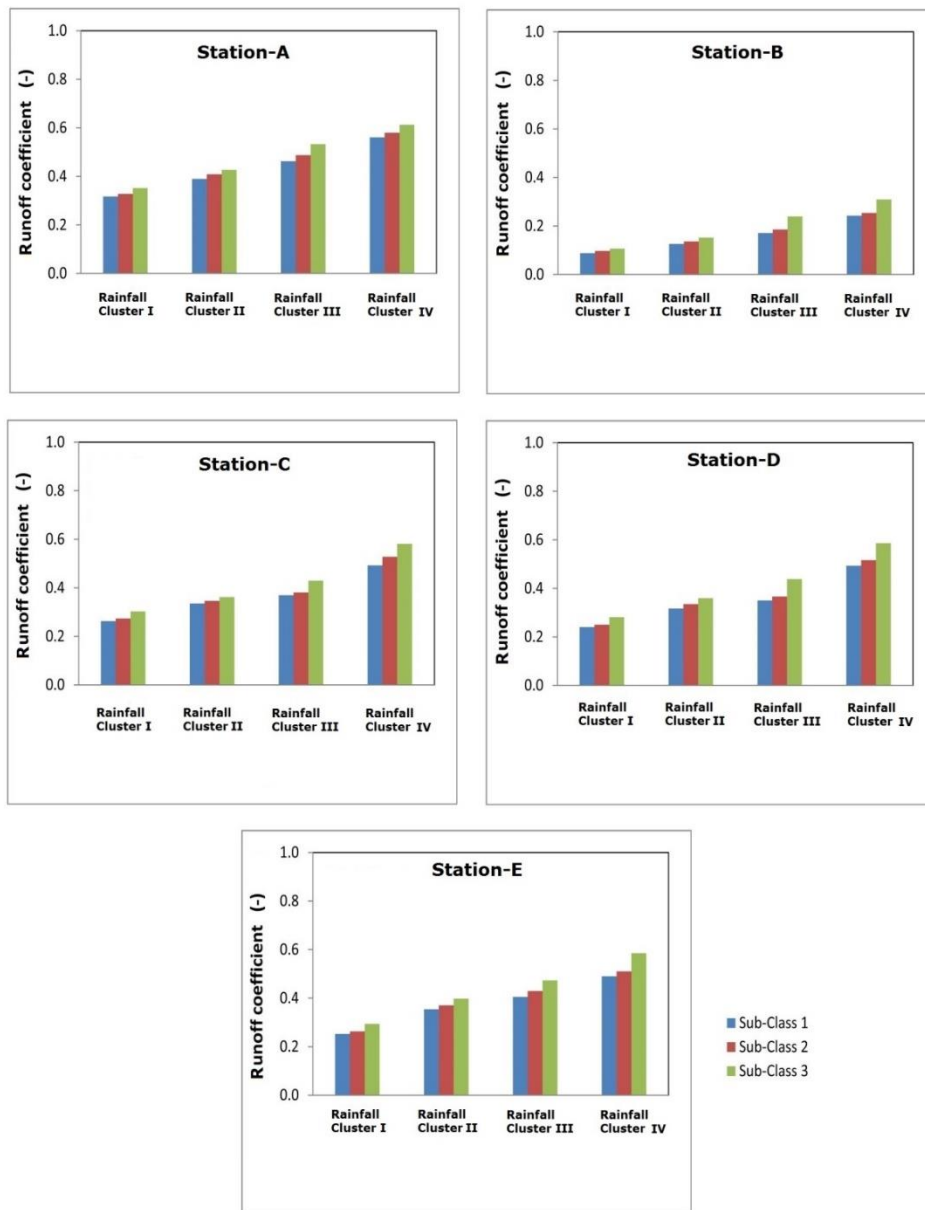 Station-A
Runoff coefficient (-)
1.0
0.8
0.6
0.4
0.2
0.0
Rainfall
Cluster I
Rainfall
Cluster II
Rainfall
Cluster III
Rainfall
Cluster IV
Station-B
Runoff coefficient (-)
1.0
0.8
0.6
0.4
0.2
0.0
Rainfall
Cluster I
Rainfall
Cluster II
Rainfall
Cluster III
Rainfall
Cluster IV
Station-C
Runoff coefficient (-)
1.0
0.8
0.6
0.4
0.2
0.0
Rainfall
Cluster I
Rainfall
Cluster II
Rainfall
Cluster III
Rainfall
Cluster IV
Station-D
Runoff coefficient (-)
1.0
0.8
0.6
0.4
0.2
0.0
Rainfall
Cluster I
Rainfall
Cluster II
Rainfall
Cluster III
Rainfall
Cluster IV
Station-E
Runoff coefficient (-)
1.0
0.8
0.6
0.4
0.2
0.0
Rainfall
Cluster I
Rainfall
Cluster II
Rainfall
Cluster III
Rainfall
Cluster IV
Sub-Class 1
Sub-Class 2
Sub-Class 3